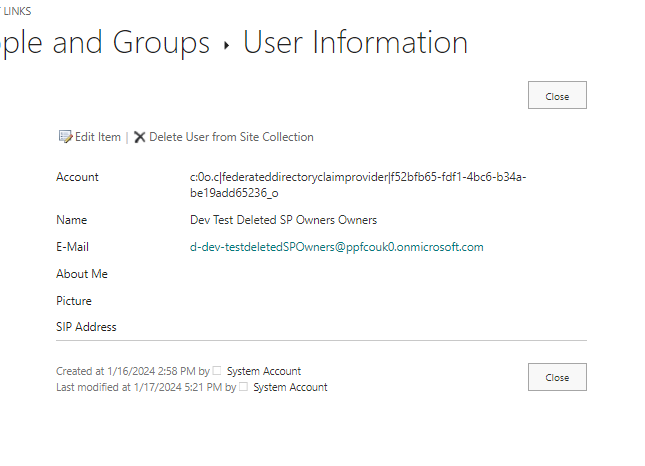 LINKS
ple and Groups ▸ User Information
Close
Edit Item | Delete User from Site Collection
Account c:0o.c|federateddirectoryclaimprovider|f52bfb65-fdf1-4bc6-b34a-
be19add65236_o
Name Dev Test Deleted SP Owners Owners
E-Mail d-dev-testdeletedSPOwners@ppfcouk0.onmicrosoft.com
About Me
Picture
SIP Address
Created at 1/16/2024 2:58 PM by System Account
Last modified at 1/17/2024 5:21 PM by System Account
Close